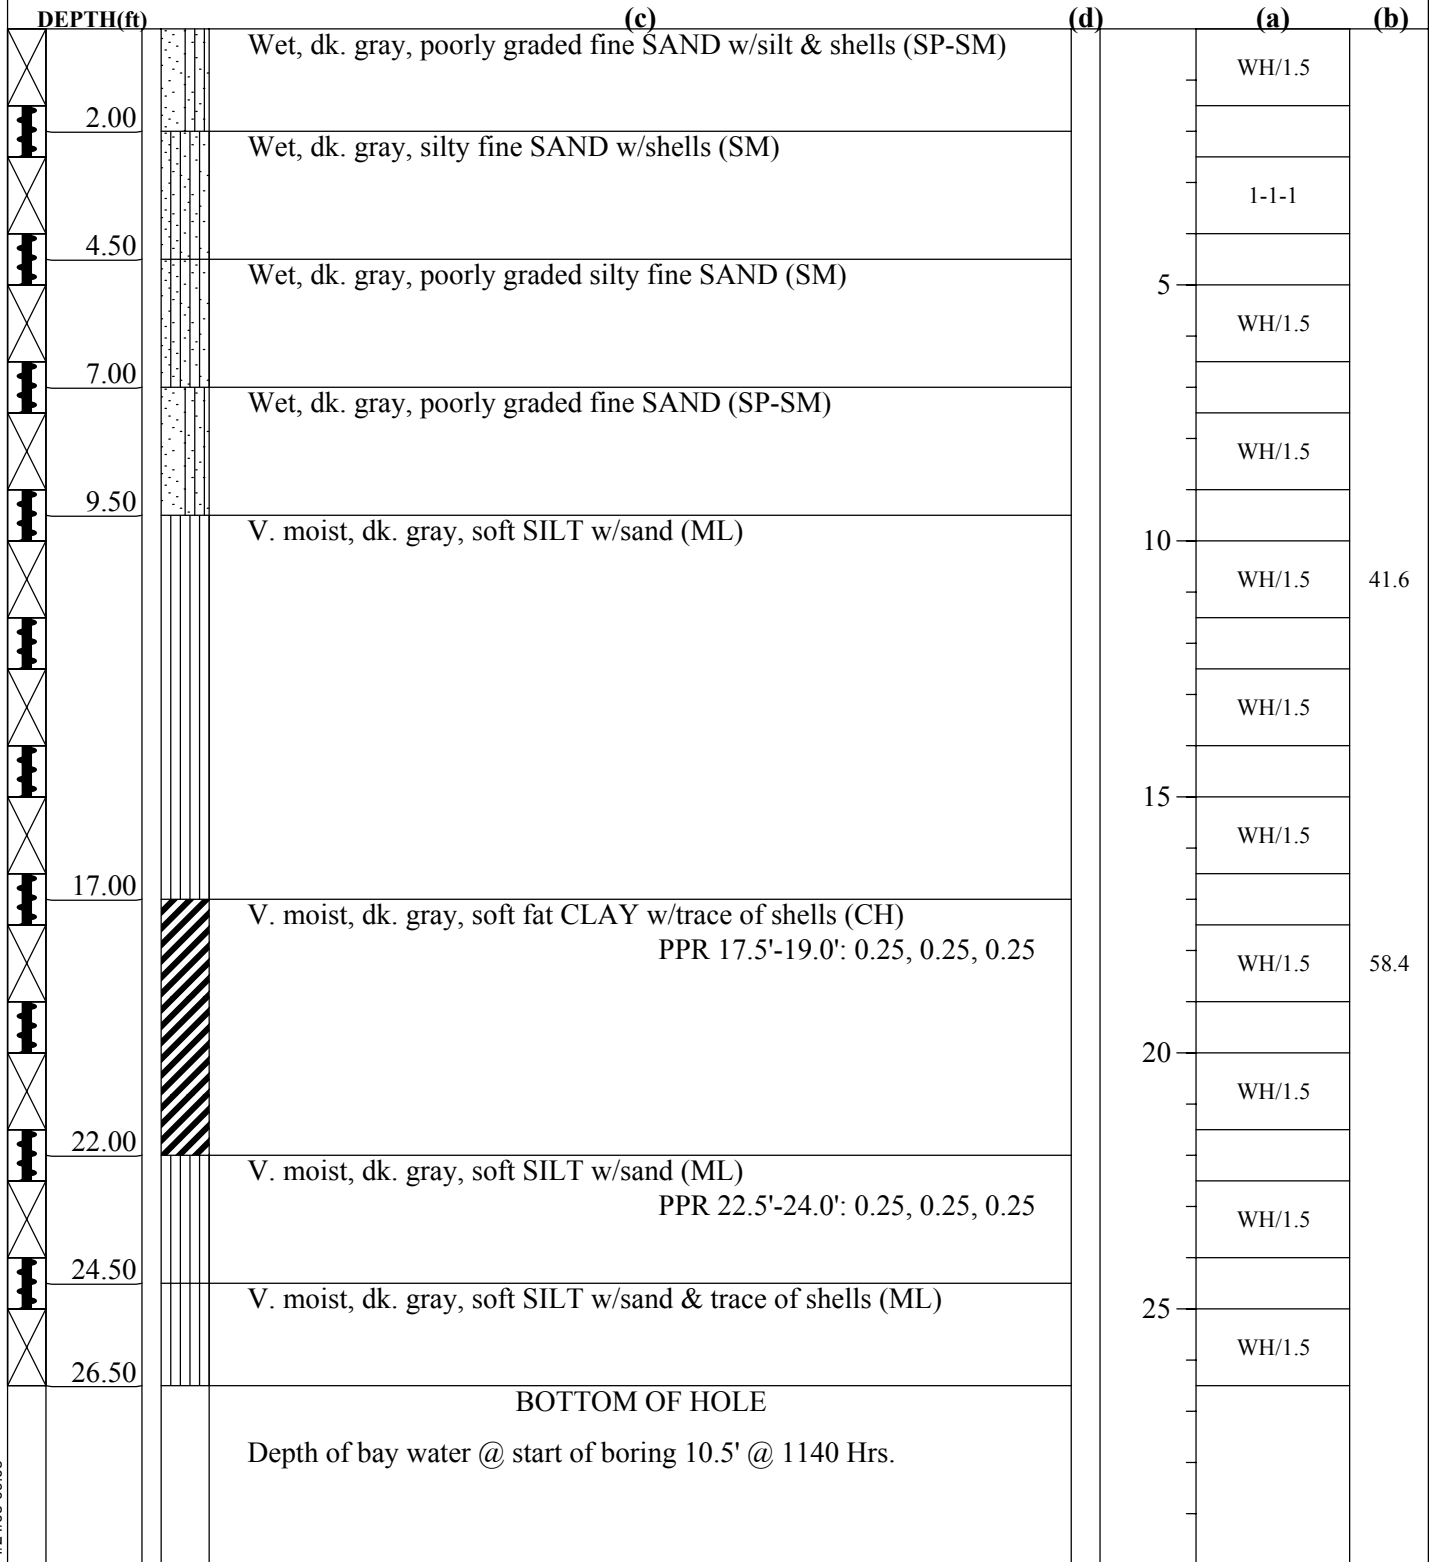 DEPTH(ft) (c) (d) (a) (b)
Wet, dk. gray, poorly graded fine SAND w/silt & shells (SP-SM)
WH/1.5
2.00
Wet, dk. gray, silty fine SAND w/shells (SM)
1-1-1
4.50
Wet, dk. gray, poorly graded silty fine SAND (SM)
5
WH/1.5
7.00
Wet, dk. gray, poorly graded fine SAND (SP-SM)
WH/1.5
9.50
V. moist, dk. gray, soft SILT w/sand (ML)
10
WH/1.5 41.6
WH/1.5
15
WH/1.5
17.00
V. moist, dk. gray, soft fat CLAY w/trace of shells (CH)
PPR 17.5'-19.0': 0.25, 0.25, 0.25
WH/1.5 58.4
20
WH/1.5
22.00
V. moist, dk. gray, soft SILT w/sand (ML)
PPR 22.5'-24.0': 0.25, 0.25, 0.25
WH/1.5
24.50
V. moist, dk. gray, soft SILT w/sand & trace of shells (ML)
25
WH/1.5
26.50
BOTTOM OF HOLE
Depth of bay water @ start of boring 10.5' @ 1140 Hrs.